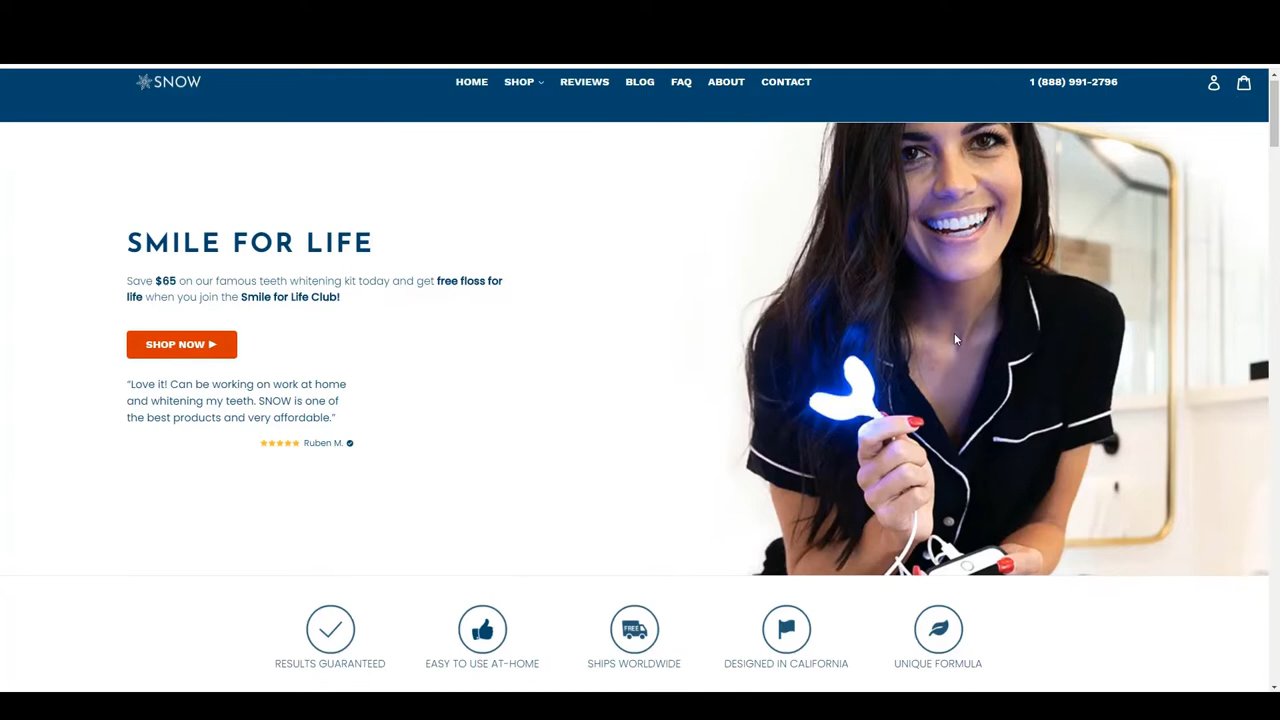 SNOW
HOME SHOP REVIEWS BLOG FAQ ABOUT CONTACT
1 (888) 991-2796
SMILE FOR LIFE
Save $65 on our famous teeth whitening kit today and get free floss for
life when you join the Smile for Life Club!
SHOP NOW
“Love it! Can be working on work at home
and whitening my teeth. SNOW is one of
the best products and very affordable.”
Ruben M.
FREE
RESULTS GUARANTEED
EASY TO USE AT-HOME
SHIPS WORLDWIDE
DESIGNED IN CALIFORNIA
UNIQUE FORMULA